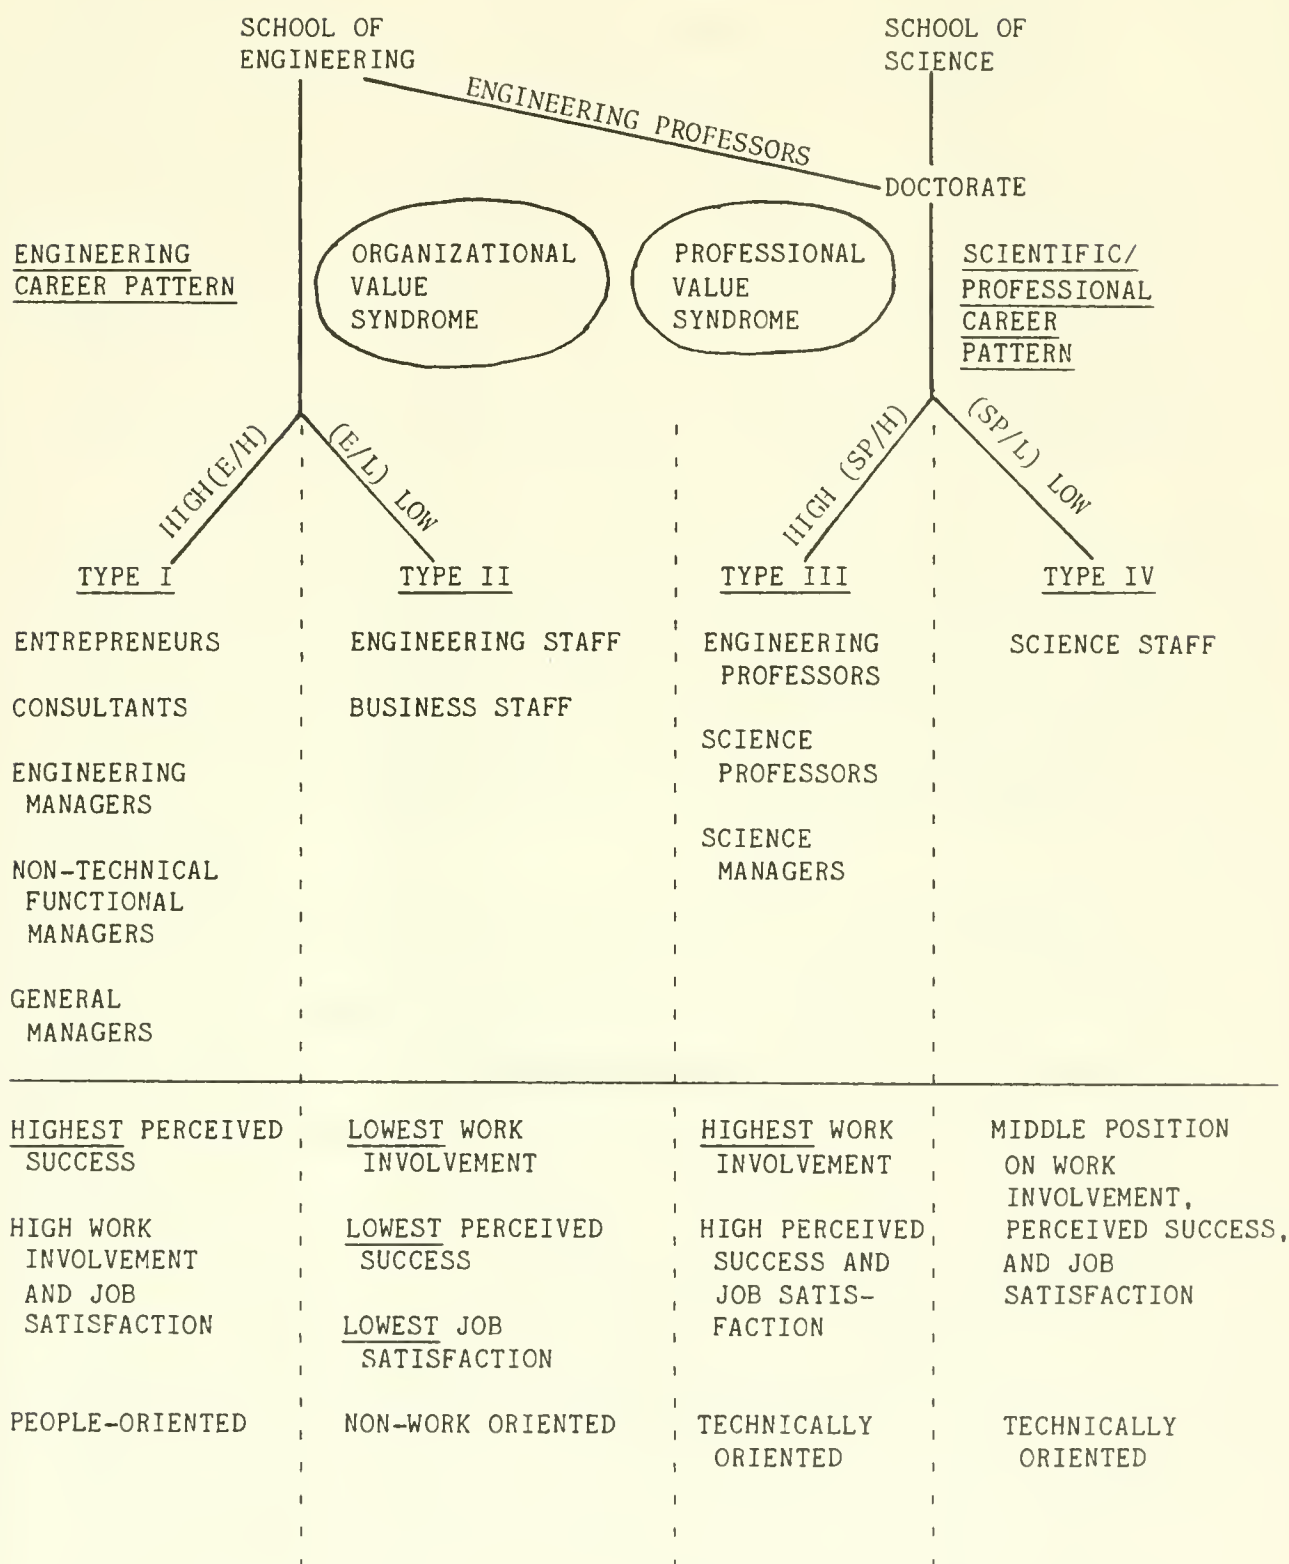 SCHOOL OF
ENGINEERING
SCHOOL OF
SCIENCE
ENGINEERING PROFESSORS
DOCTORATE
ENGINEERING
CAREER PATTERN
ORGANIZATIONAL
VALUE
SYNDROME
PROFESSIONAL
VALUE
SYNDROME
SCIENTIFIC/
PROFESSIONAL
CAREER
PATTERN
HIGH(E/H)
(E/L) LOW
HIGH (SP/H)
(SP/L) LOW
TYPE I
ENTREPRENEURS
CONSULTANTS
ENGINEERING
MANAGERS
NON-TECHNICAL
FUNCTIONAL
MANAGERS
GENERAL
MANAGERS
TYPE II
ENGINEERING STAFF
BUSINESS STAFF
TYPE III
ENGINEERING
PROFESSORS
SCIENCE
PROFESSORS
SCIENCE
MANAGERS
TYPE IV
SCIENCE STAFF
HIGHEST PERCEIVED
SUCCESS
HIGH WORK
INVOLVEMENT
AND JOB
SATISFACTION
PEOPLE-ORIENTED
LOWEST WORK
INVOLVEMENT
LOWEST PERCEIVED
SUCCESS
LOWEST JOB
SATISFACTION
NON-WORK ORIENTED
HIGHEST WORK
INVOLVEMENT
HIGH PERCEIVED
SUCCESS AND
JOB SATIS-
FACTION
TECHNICALLY
ORIENTED
MIDDLE POSITION
ON WORK
INVOLVEMENT,
PERCEIVED SUCCESS,
AND JOB
SATISFACTION
TECHNICALLY
ORIENTED